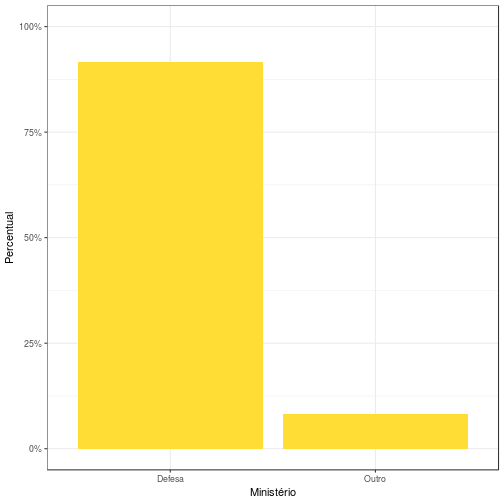 100%
75%
50%
25%
0%
Percentual
Defesa
Outro
Ministério